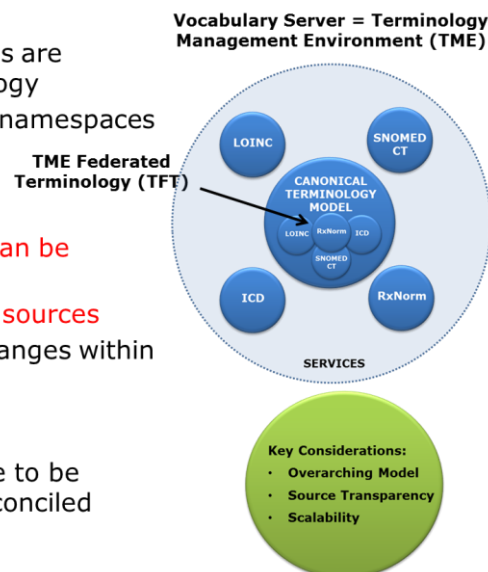 Vocabulary Server = Terminology
Management Environment (TME)
s are
ogy
namespaces
an be
sources
anges within
e to be
conciled
TME Federated
Terminology (TFT)
LOINC
SNOMED
CT
CANONICAL
TERMINOLOGY
MODEL
LOINC
RxNorm
ICD
SNOMED
CT
ICD
RxNorm
SERVICES
Key Considerations:
• Overarching Model
• Source Transparency
• Scalability